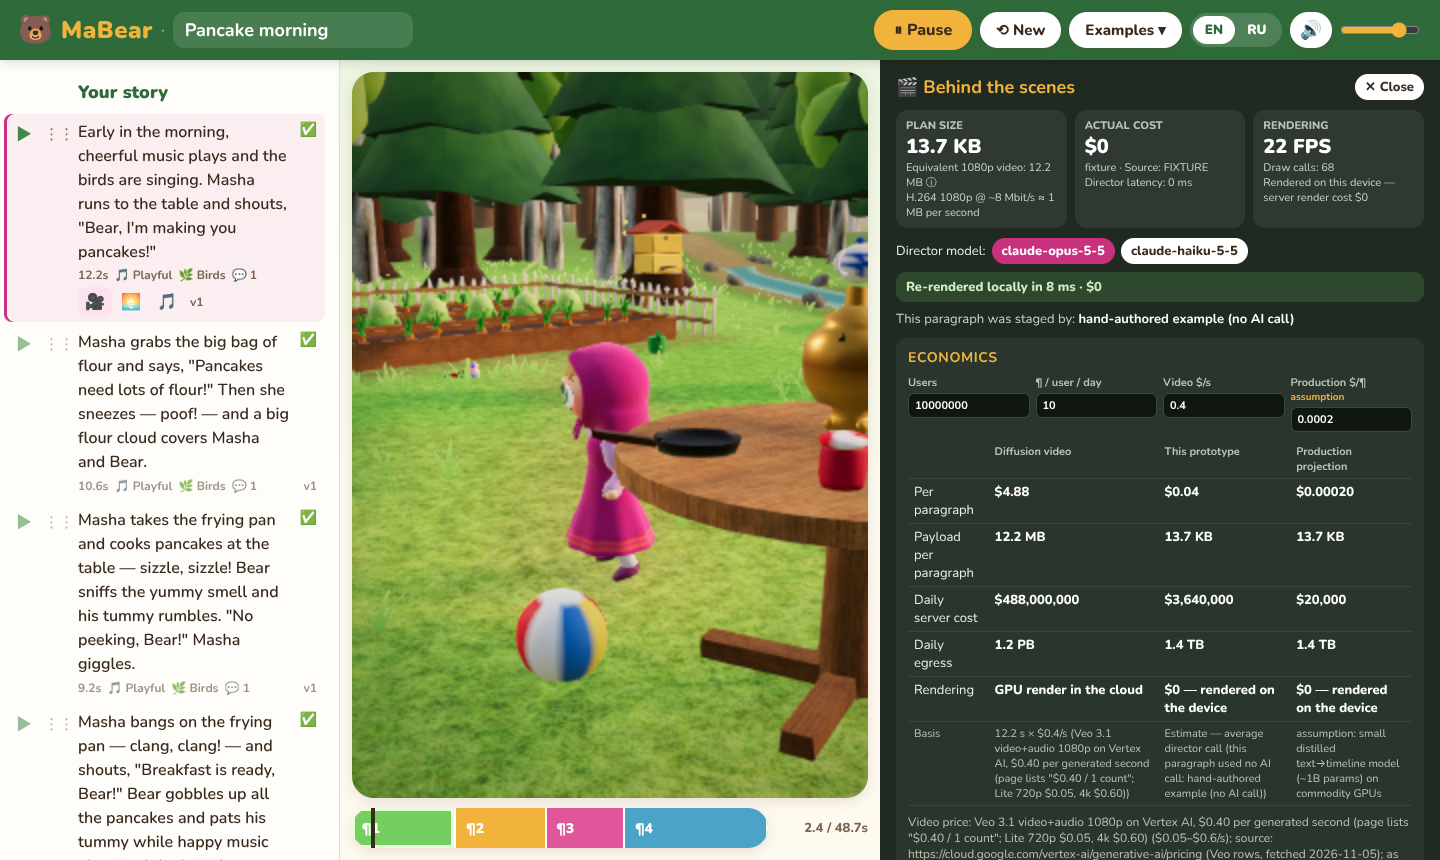 MaBear · Pancake morning
Pause
New
Examples ▾
EN
RU
Your story
Early in the morning,
cheerful music plays and the
birds are singing. Masha
runs to the table and shouts,
"Bear, I'm making you
pancakes!"
12.2s Playful Birds 1
v1
Masha grabs the big bag of
flour and says, "Pancakes
need lots of flour!" Then she
sneezes — poof! — and a big
flour cloud covers Masha
and Bear.
10.6s Playful Birds 1 v1
Masha takes the frying pan
and cooks pancakes at the
table — sizzle, sizzle! Bear
sniffs the yummy smell and
his tummy rumbles. "No
peeking, Bear!" Masha
giggles.
9.2s Playful Birds 1 v1
Masha bangs on the frying
pan — clang, clang! — and
shouts, "Breakfast is ready,
Bear!" Bear gobbles up all
the pancakes and pats his
tummy while happy music
¶1
¶2
¶3
¶4
2.4 / 48.7s
Behind the scenes
✕ Close
PLAN SIZE
13.7 KB
Equivalent 1080p video: 12.2
MB ⓘ
H.264 1080p @ ~8 Mbit/s ≈ 1
MB per second
ACTUAL COST
$0
fixture · Source: FIXTURE
Director latency: 0 ms
RENDERING
22 FPS
Draw calls: 68
Rendered on this device —
server render cost $0
Director model: claude-opus-5-5 claude-haiku-5-5
Re-rendered locally in 8 ms · $0
This paragraph was staged by: hand-authored example (no AI call)
ECONOMICS
Users
10000000
¶ / user / day
10
Video $/s
0.4
Production $/¶
assumption
0.0002
Diffusion video
This prototype
Production
projection
Per
paragraph
$4.88
$0.04
$0.00020
Payload
per
paragraph
12.2 MB
13.7 KB
13.7 KB
Daily
server cost
$488,000,000
$3,640,000
$20,000
Daily
egress
1.2 PB
1.4 TB
1.4 TB
Rendering
GPU render in the cloud
$0 — rendered on
the device
$0 — rendered
on the device
Basis
12.2 s × $0.4/s (Veo 3.1
video+audio 1080p on Vertex
AI, $0.40 per generated second
(page lists "$0.40 / 1 count";
Lite 720p $0.05, 4k $0.60))
Estimate — average
director call (this
paragraph used no AI
call: hand-authored
example (no AI call))
assumption: small
distilled
text→timeline model
(~1B params) on
commodity GPUs
Video price: Veo 3.1 video+audio 1080p on Vertex AI, $0.40 per generated second (page lists
"$0.40 / 1 count"; Lite 720p $0.05, 4k $0.60) ($0.05–$0.6/s); source:
https://cloud.google.com/vertex-ai/generative-ai/pricing (Veo rows, fetched 2026-11-05); as